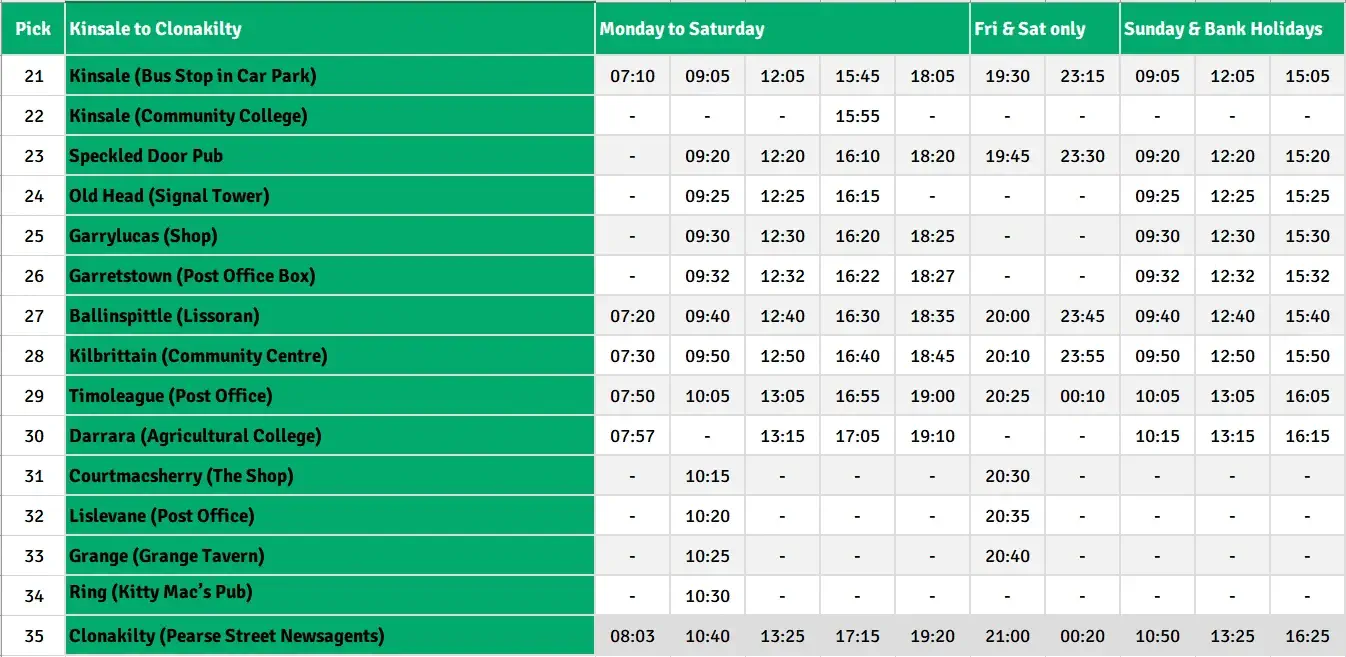 Pick Kinsale to Clonakilty Monday to Saturday Fri & Sat only Sunday & Bank Holidays
21 Kinsale (Bus Stop in Car Park) 07:10 09:05 12:05 15:45 18:05 19:30 23:15 09:05 12:05 15:05
22 Kinsale (Community College) - - - 15:55 - - - - - -
23 Speckled Door Pub - 09:20 12:20 16:10 18:20 19:45 23:30 09:20 12:20 15:20
24 Old Head (Signal Tower) - 09:25 12:25 16:15 - - - 09:25 12:25 15:25
25 Garrylucas (Shop) - 09:30 12:30 16:20 18:25 - - 09:30 12:30 15:30
26 Garretstown (Post Office Box) - 09:32 12:32 16:22 18:27 - - 09:32 12:32 15:32
27 Ballinspittle (Lissoran) 07:20 09:40 12:40 16:30 18:35 20:00 23:45 09:40 12:40 15:40
28 Kilbrittain (Community Centre) 07:30 09:50 12:50 16:40 18:45 20:10 23:55 09:50 12:50 15:50
29 Timoleague (Post Office) 07:50 10:05 13:05 16:55 19:00 20:25 00:10 10:05 13:05 16:05
30 Darrara (Agricultural College) 07:57 - 13:15 17:05 19:10 - - 10:15 13:15 16:15
31 Courtmacsherry (The Shop) - 10:15 - - - 20:30 - - - -
32 Lislevane (Post Office) - 10:20 - - - 20:35 - - - -
33 Grange (Grange Tavern) - 10:25 - - - 20:40 - - - -
34 Ring (Kitty Mac’s Pub) - 10:30 - - - - - - - -
35 Clonakilty (Pearse Street Newsagents) 08:03 10:40 13:25 17:15 19:20 21:00 00:20 10:50 13:25 16:25